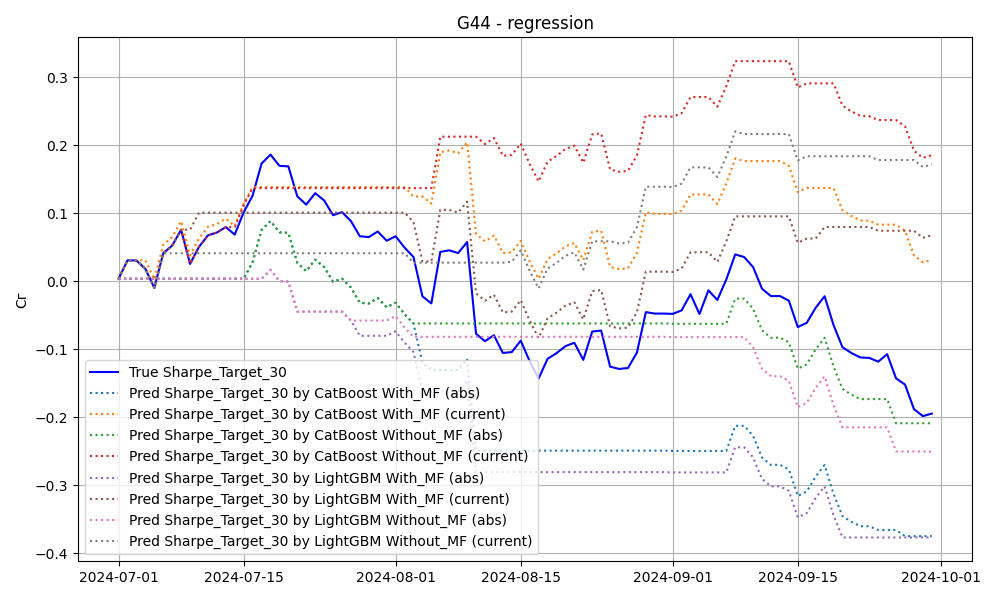 G44 - regression
Cr
0.3
0.2
0.1
0.0
−0.1
−0.2
−0.3
−0.4
True Sharpe_Target_30
Pred Sharpe_Target_30 by CatBoost With_MF (abs)
Pred Sharpe_Target_30 by CatBoost With_MF (current)
Pred Sharpe_Target_30 by CatBoost Without_MF (abs)
Pred Sharpe_Target_30 by CatBoost Without_MF (current)
Pred Sharpe_Target_30 by LightGBM With_MF (abs)
Pred Sharpe_Target_30 by LightGBM With_MF (current)
Pred Sharpe_Target_30 by LightGBM Without_MF (abs)
Pred Sharpe_Target_30 by LightGBM Without_MF (current)
2024-07-01 2024-07-15 2024-08-01 2024-08-15 2024-09-01 2024-09-15 2024-10-01